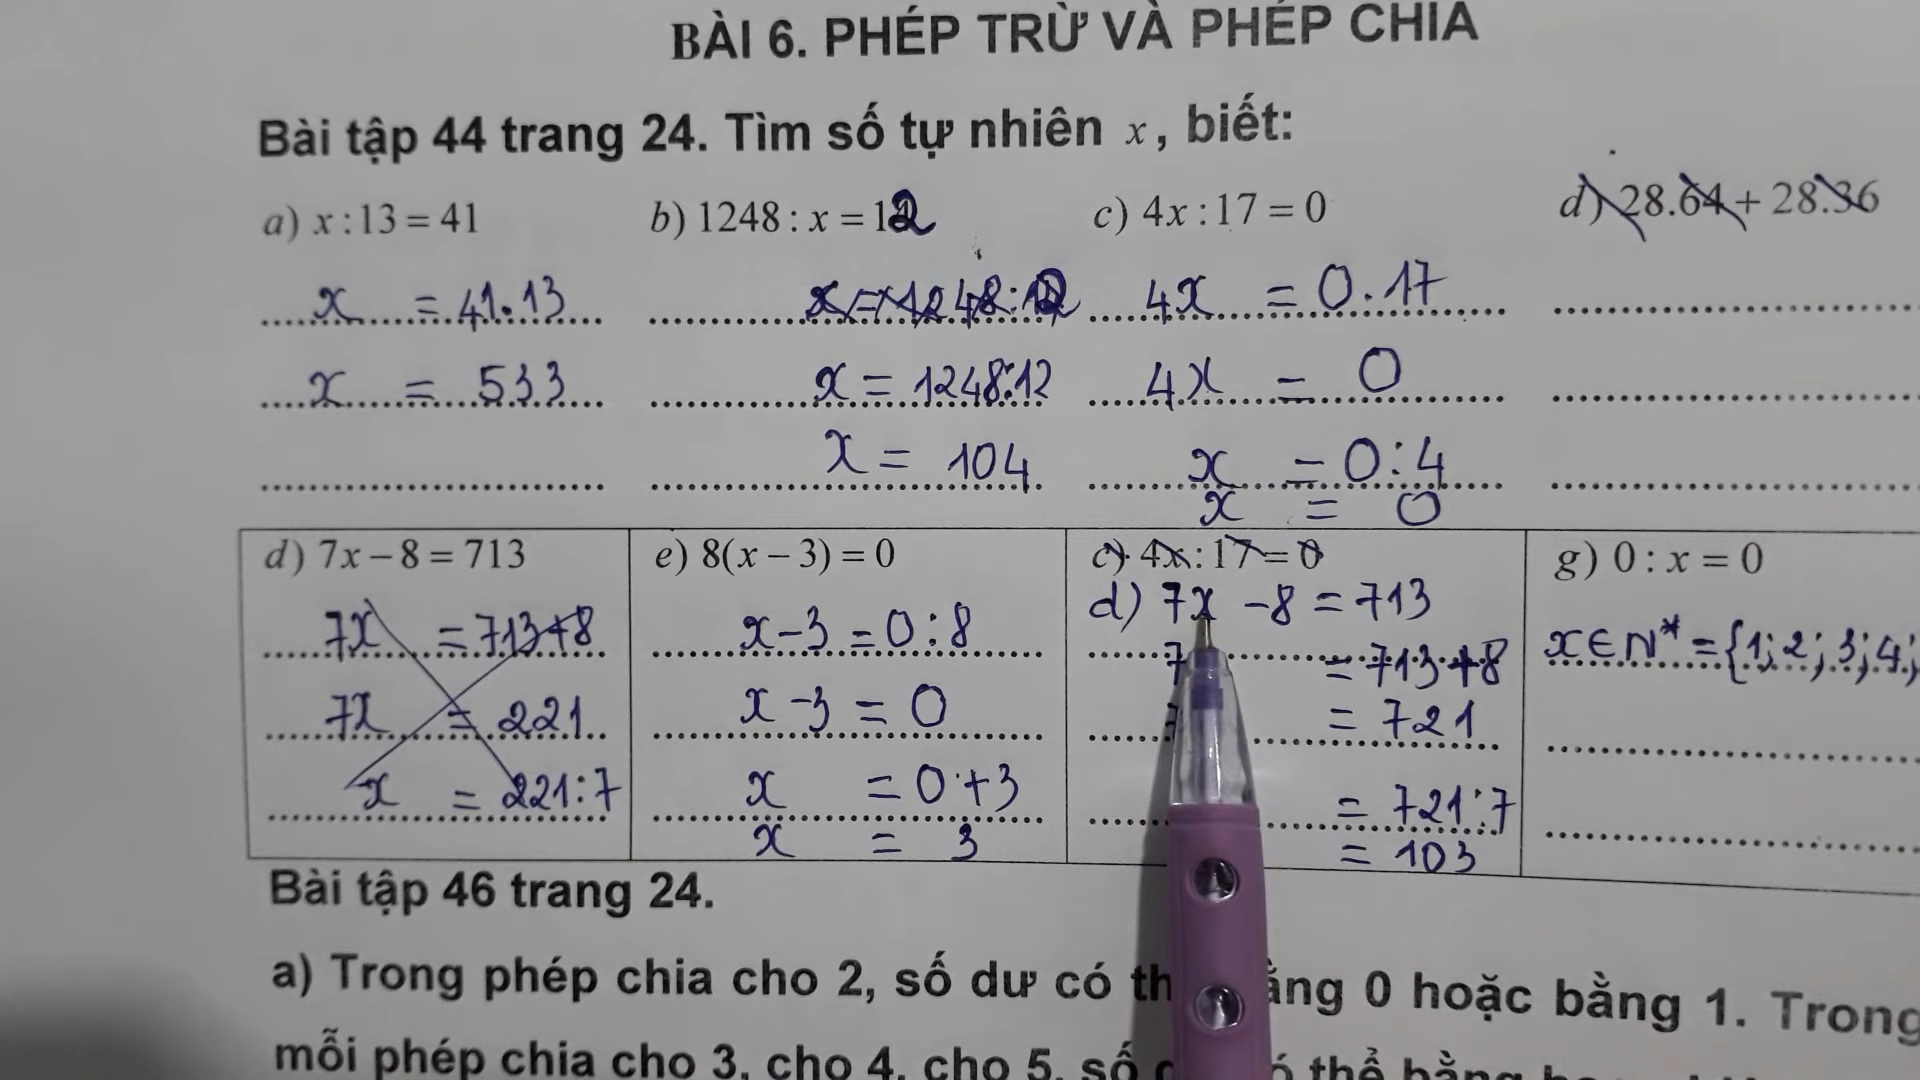 BÀI 6. PHÉP TRỪ VÀ PHÉP CHIA
Bài tập 44 trang 24. Tìm số tự nhiên x, biết:
a) x : 13 = 41
x = 41.13
x = 533
b) 1248 : x = 12
x = 1248:12
x = 1248:12
x = 104
c) 4x : 17 = 0
4x = 0.17
4x = 0
x = 0:4
x = 0
d) 28.64 + 28.36
d) 7x − 8 = 713
7x = 713+8
7x = 221
x = 221:7
e) 8(x − 3) = 0
x-3 = 0:8
x-3 = 0
x = 0+3
x = 3
c) 4x : 17 = 0
d) 7x -8 = 713
7 = 713+8
= 721
= 721:7
= 103
g) 0 : x = 0
x∈N* = {1; 2; 3; 4;
Bài tập 46 trang 24.
a) Trong phép chia cho 2, số dư có 0 hoặc bằng 1. Trong
mỗi phép chia cho 3, cho 4, cho 5, số